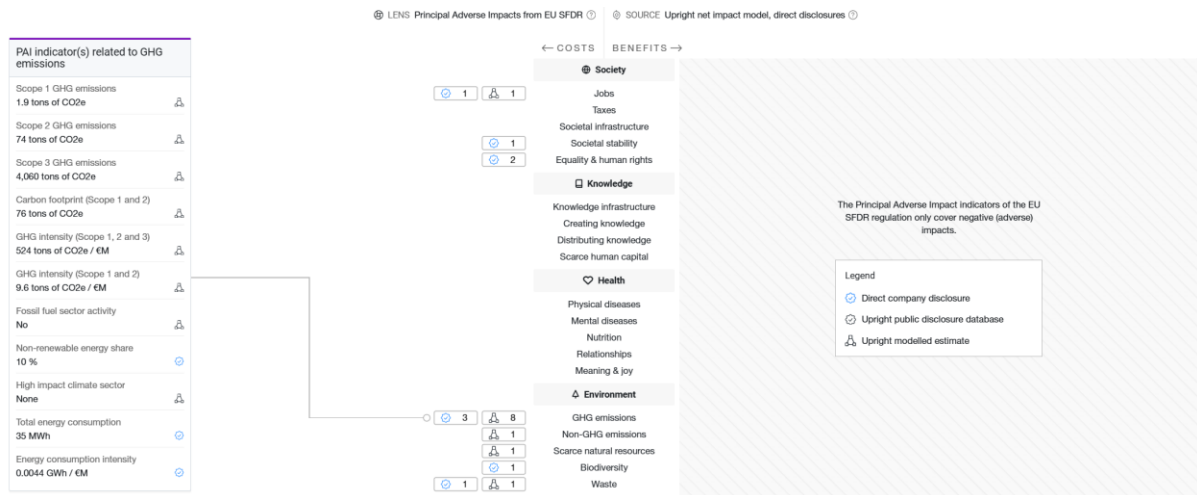 LENS Principal Adverse Impacts from EU SFDR
SOURCE Upright net impact model, direct disclosures
PAI indicator(s) related to GHG
emissions
Scope 1 GHG emissions
1.9 tons of CO2e
Scope 2 GHG emissions
74 tons of CO2e
Scope 3 GHG emissions
4,060 tons of CO2e
Carbon footprint (Scope 1 and 2)
76 tons of CO2e
GHG intensity (Scope 1, 2 and 3)
524 tons of CO2e / €M
GHG intensity (Scope 1 and 2)
9.6 tons of CO2e / €M
Fossil fuel sector activity
No
Non-renewable energy share
10 %
High impact climate sector
None
Total energy consumption
35 MWh
Energy consumption intensity
0.0044 GWh / €M
← COSTS BENEFITS →
Society
1 1 Jobs
Taxes
Societal infrastructure
1 Societal stability
2 Equality & human rights
Knowledge
Knowledge infrastructure
Creating knowledge
Distributing knowledge
Scarce human capital
Health
Physical diseases
Mental diseases
Nutrition
Relationships
Meaning & joy
Environment
3 8 GHG emissions
1 Non-GHG emissions
1 Scarce natural resources
1 Biodiversity
1 1 Waste
The Principal Adverse Impact indicators of the EU
SFDR regulation only cover negative (adverse)
impacts.
Legend
Direct company disclosure
Upright public disclosure database
Upright modelled estimate